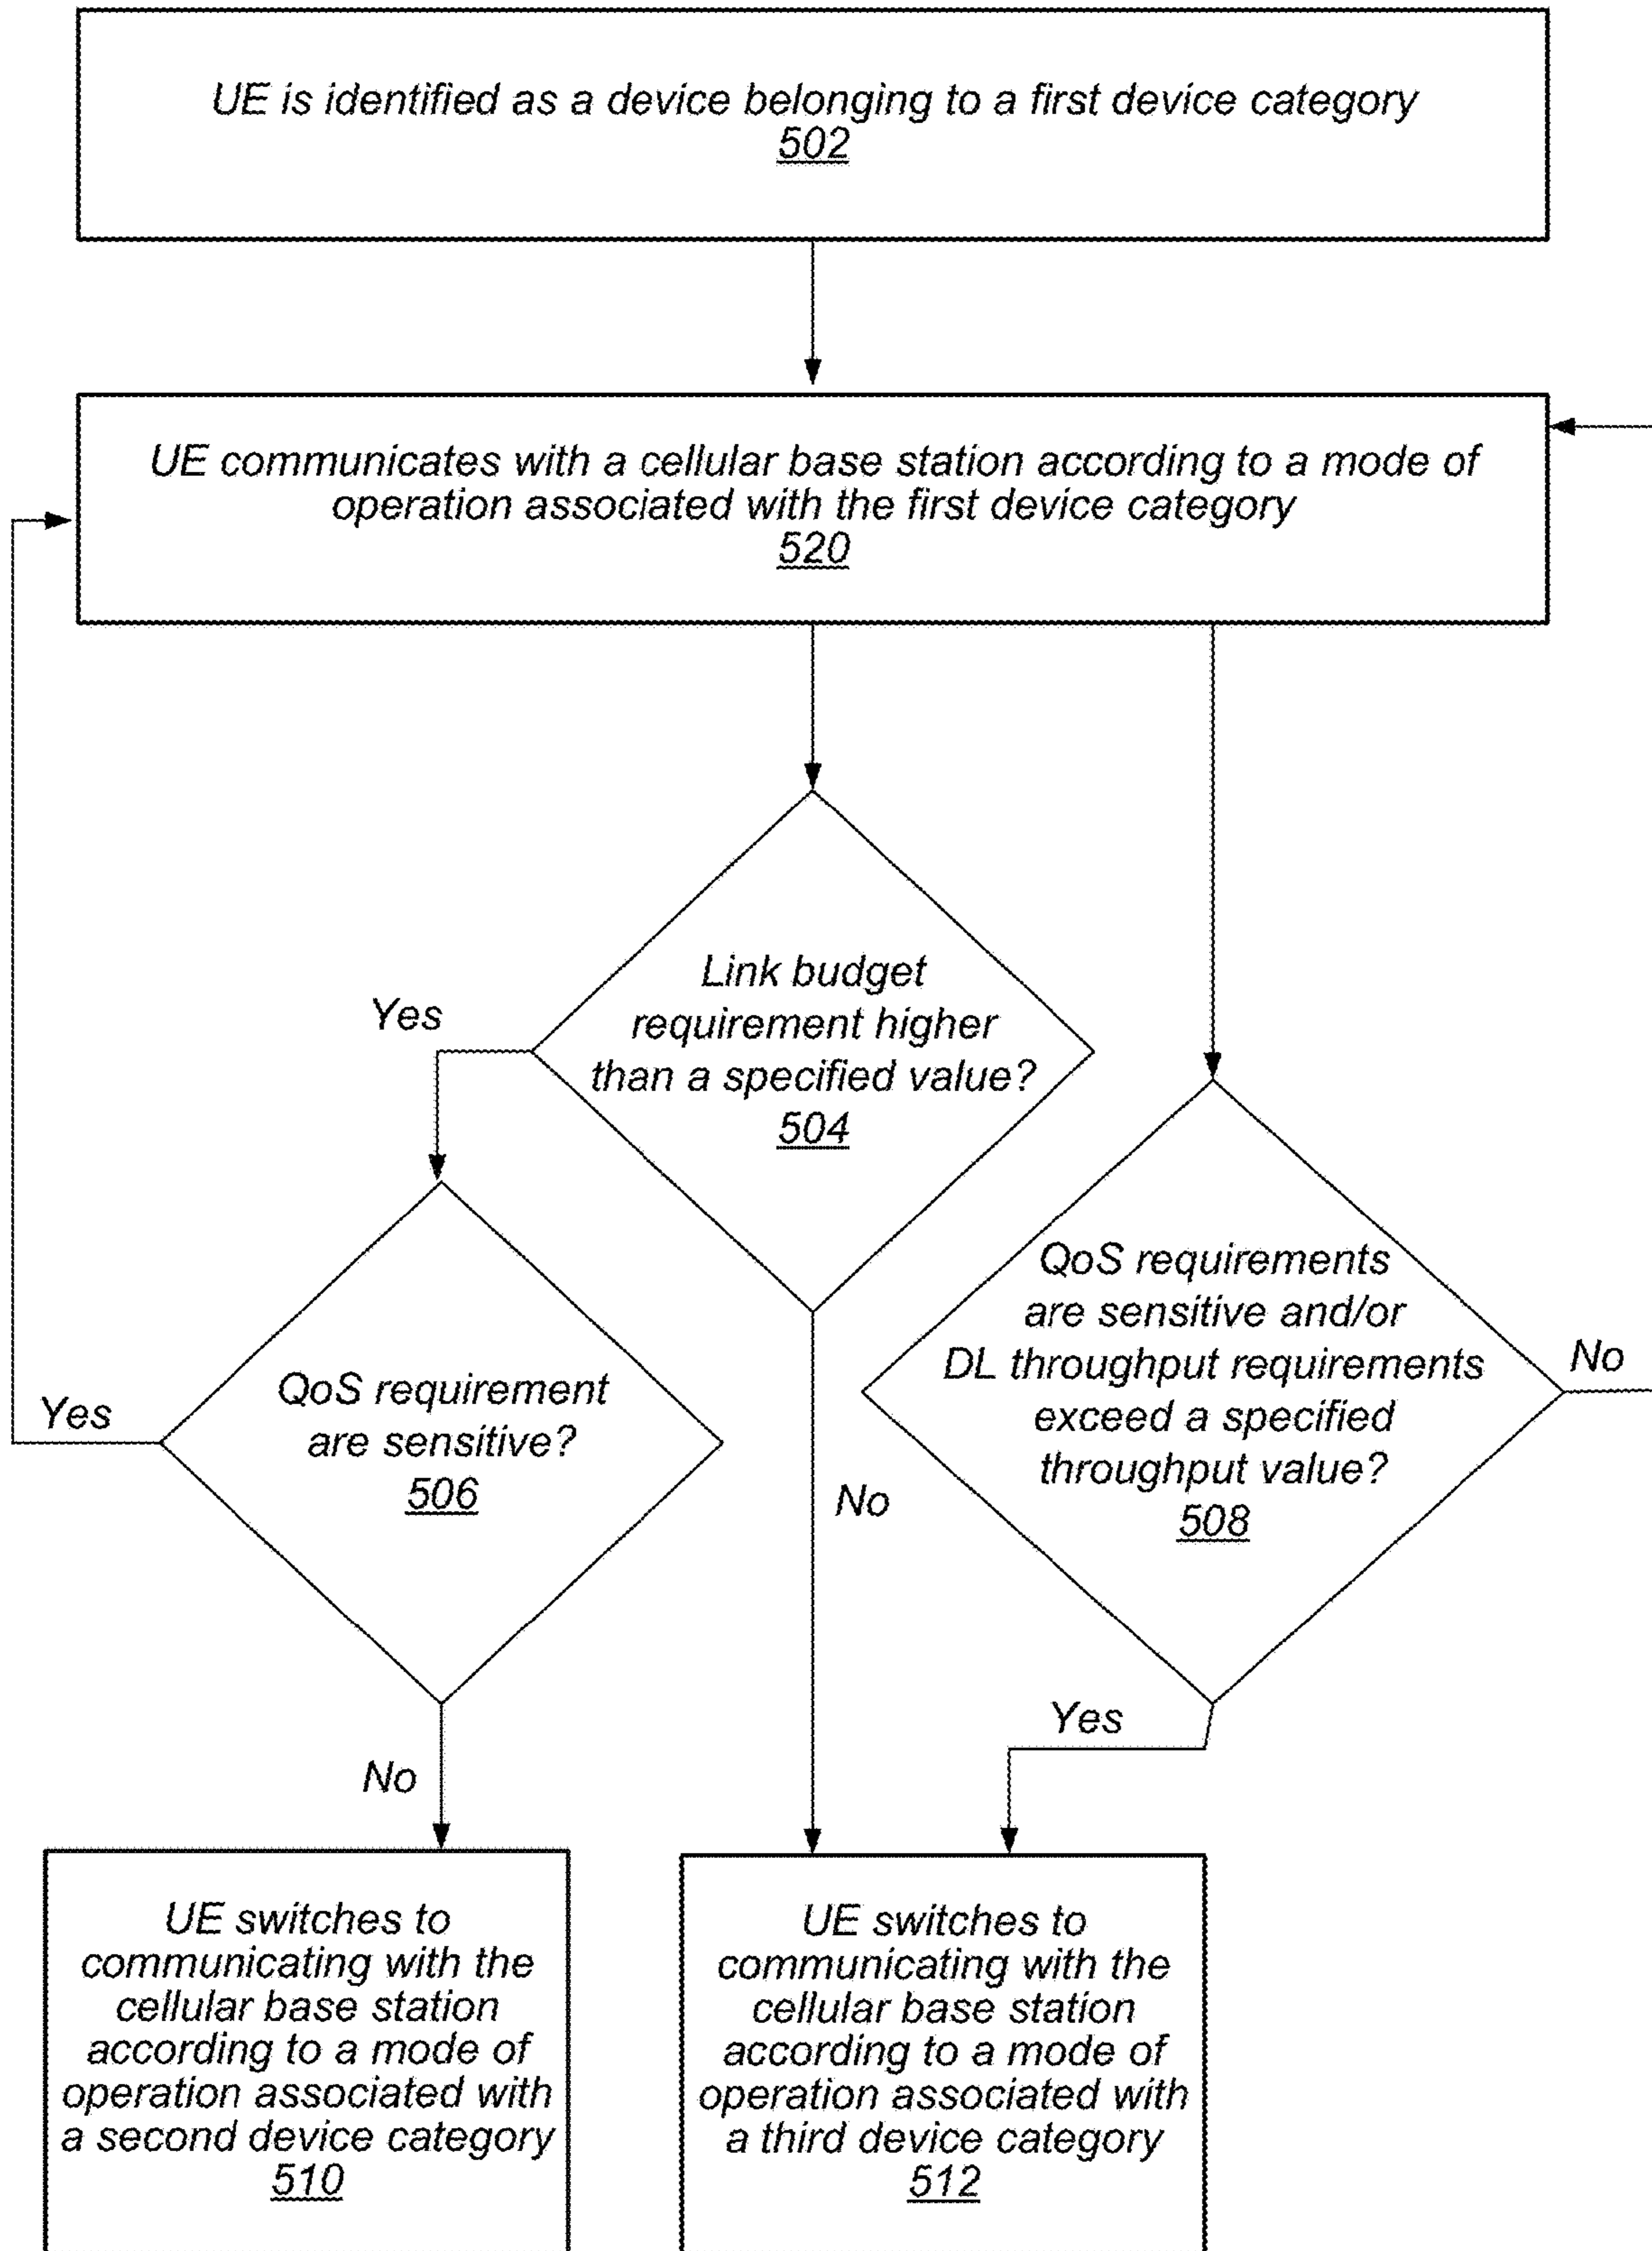 UE is identified as a device belonging to a first device category
502
UE communicates with a cellular base station according to a mode of
operation associated with the first device category
520
Link budget
requirement higher
than a specified value?
504
Yes
No
QoS requirement
are sensitive?
506
Yes
No
QoS requirements
are sensitive and/or
DL throughput requirements
exceed a specified
throughput value?
508
No
Yes
UE switches to
communicating with the
cellular base station
according to a mode of
operation associated with
a second device category
510
UE switches to
communicating with the
cellular base station
according to a mode of
operation associated with
a third device category
512